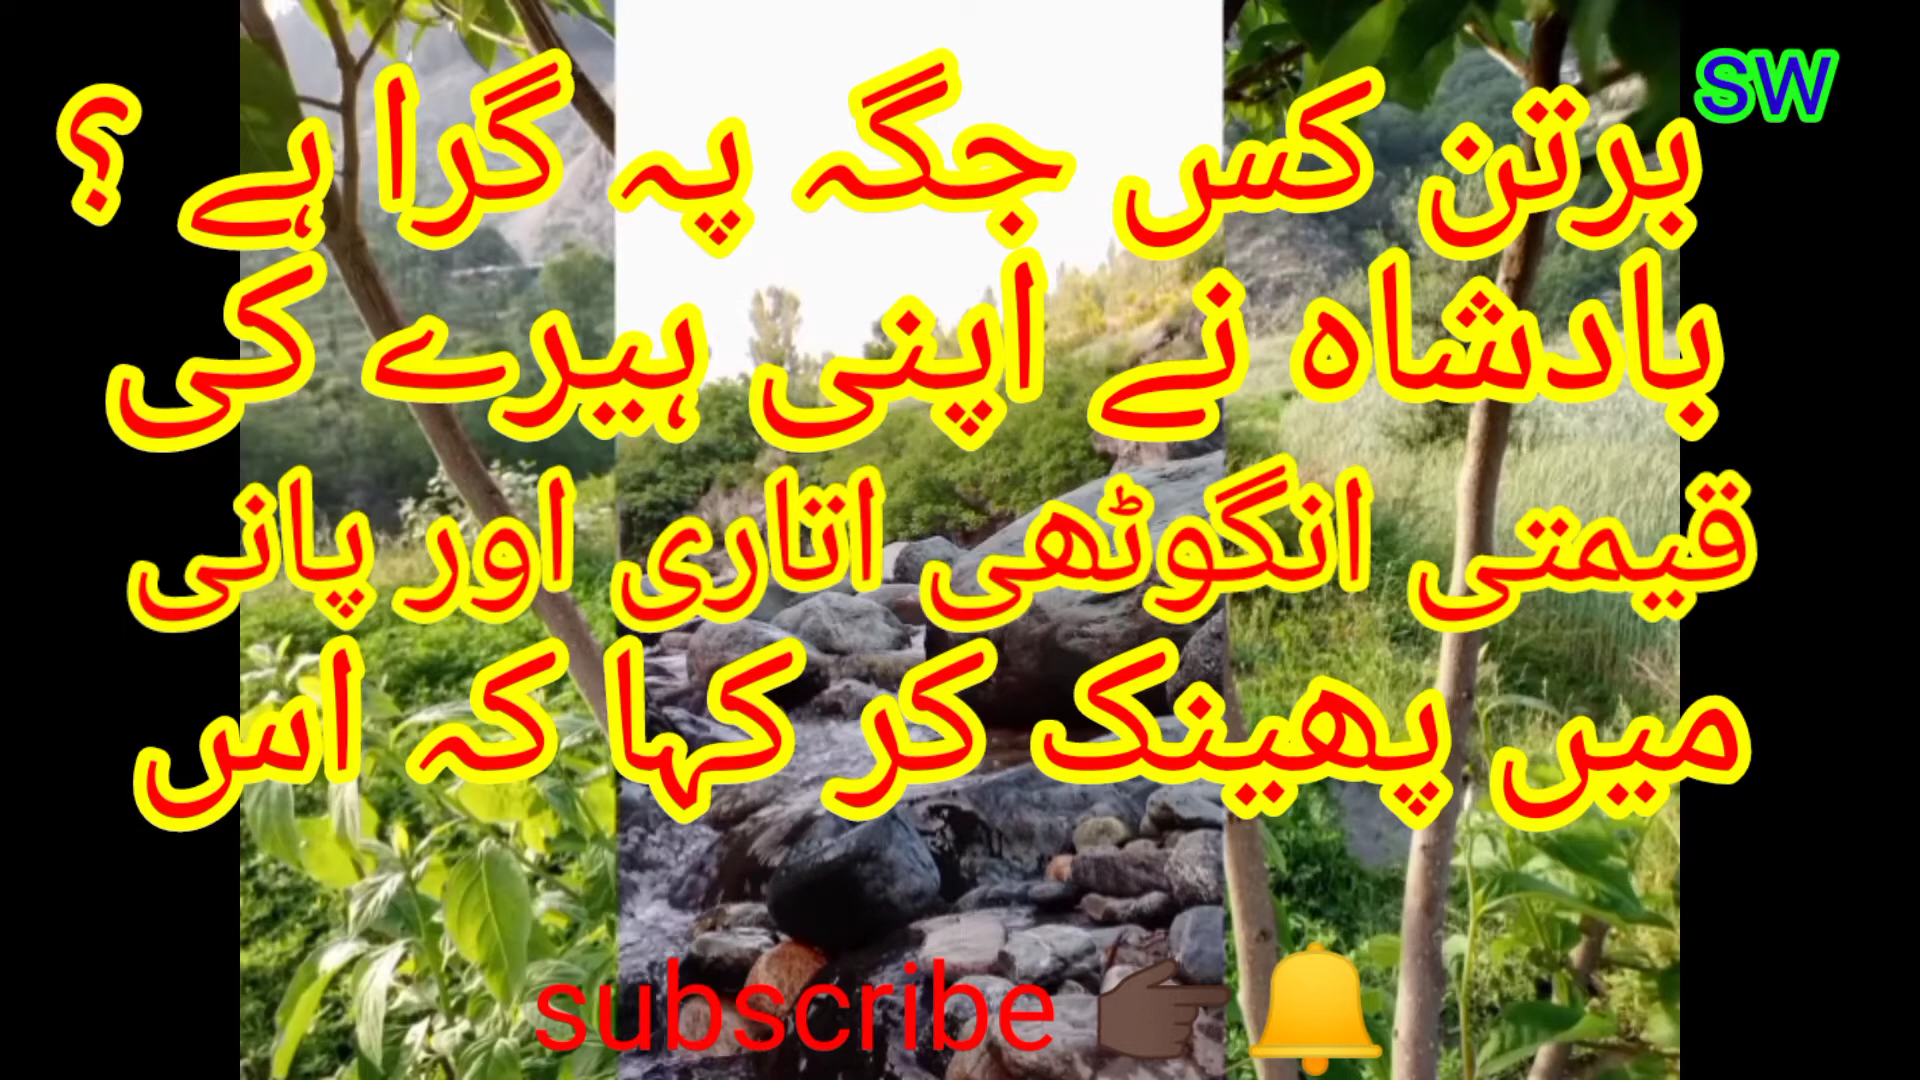 SW
برتن کس جگہ پہ گرا ہے ؟
بادشاہ نے اپنی ہیرے کی
قیمتی انگوٹھی اتاری اور پانی
میں پھینک کر کہا کہ اس
subscribe 👉🏿 🔔